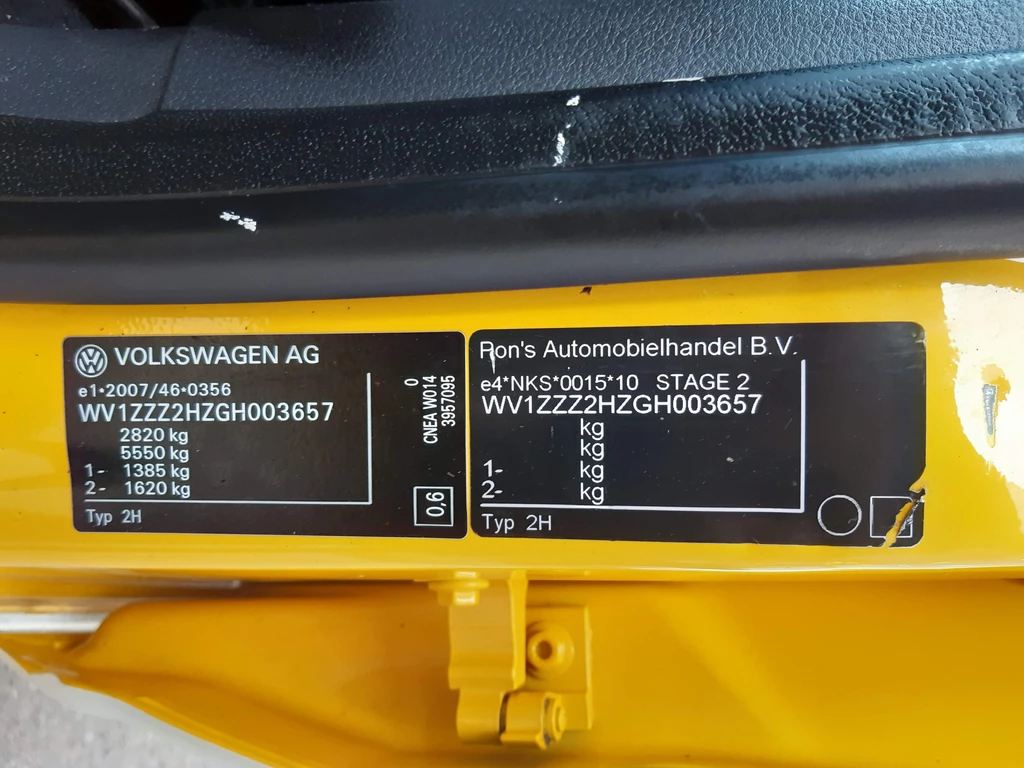 VOLKSWAGEN AG
e1*2007/46*0356
WV1ZZZ2HZGH003657
2820 kg
5550 kg
1- 1385 kg
2- 1620 kg
Typ 2H
0
CNEA W014
3957095
0,6
Ron's Automobielhandel B.V.
e4*NKS*0015*10 STAGE 2
WV1ZZZ2HZGH003657
kg
kg
1- kg
2- kg
Typ 2H